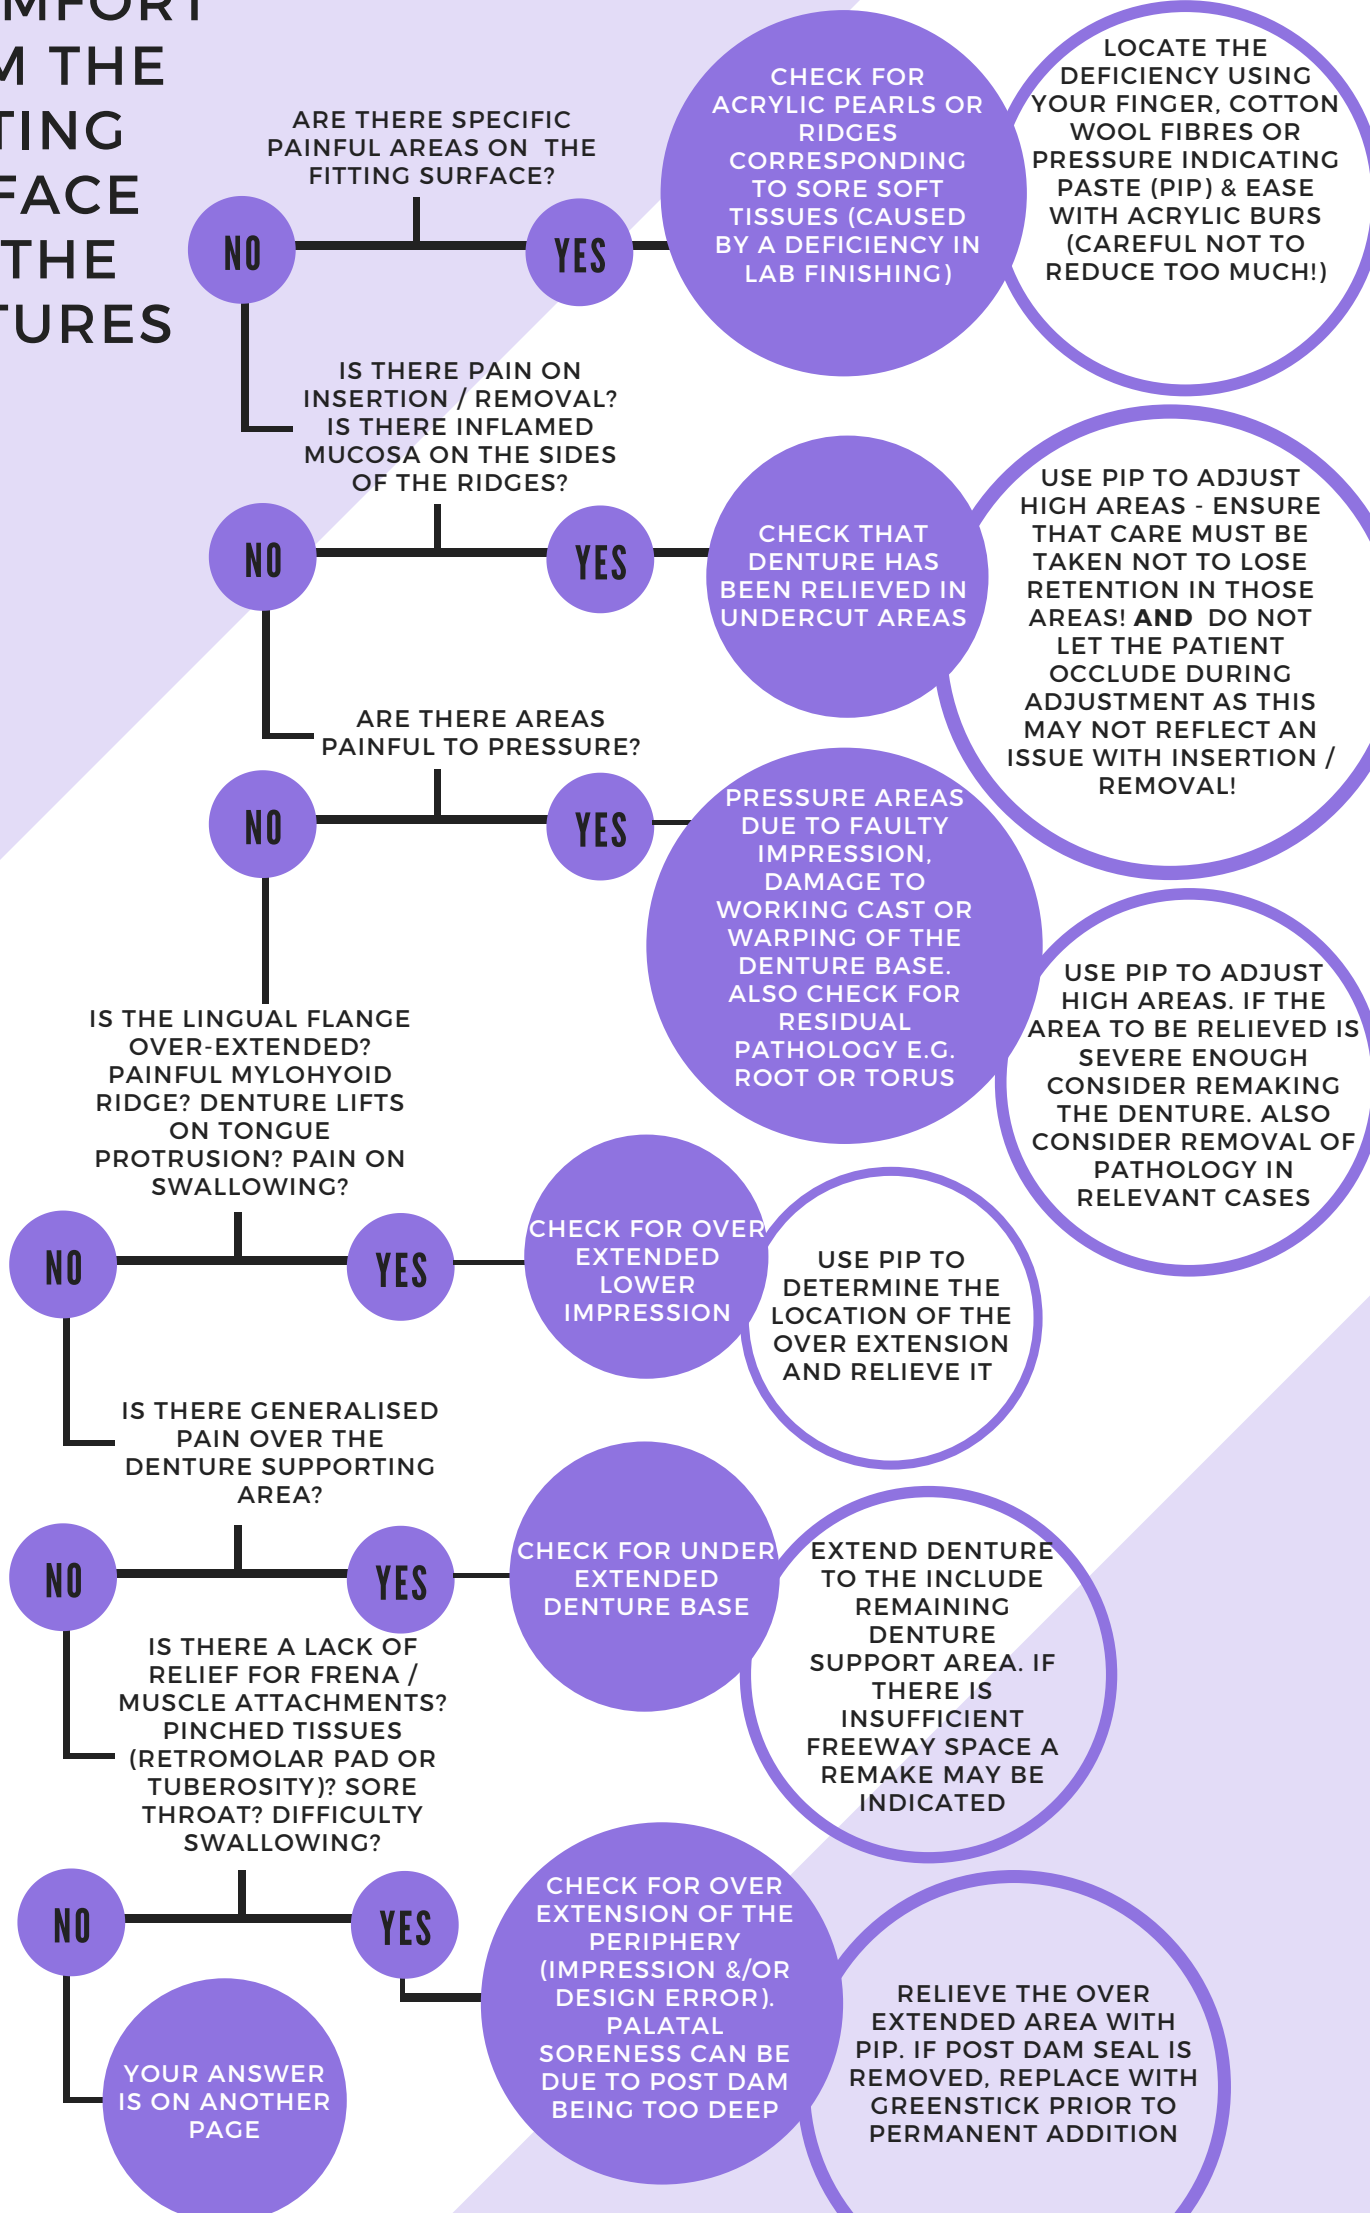 MFORT
M THE
TING
FACE
THE
TURES
ARE THERE SPECIFIC
PAINFUL AREAS ON THE
FITTING SURFACE?
NO
YES
CHECK FOR
ACRYLIC PEARLS OR
RIDGES
CORRESPONDING
TO SORE SOFT
TISSUES (CAUSED
BY A DEFICIENCY IN
LAB FINISHING)
LOCATE THE
DEFICIENCY USING
YOUR FINGER, COTTON
WOOL FIBRES OR
PRESSURE INDICATING
PASTE (PIP) & EASE
WITH ACRYLIC BURS
(CAREFUL NOT TO
REDUCE TOO MUCH!)
IS THERE PAIN ON
INSERTION / REMOVAL?
IS THERE INFLAMED
MUCOSA ON THE SIDES
OF THE RIDGES?
NO
YES
CHECK THAT
DENTURE HAS
BEEN RELIEVED IN
UNDERCUT AREAS
USE PIP TO ADJUST
HIGH AREAS - ENSURE
THAT CARE MUST BE
TAKEN NOT TO LOSE
RETENTION IN THOSE
AREAS! AND DO NOT
LET THE PATIENT
OCCLUDE DURING
ADJUSTMENT AS THIS
MAY NOT REFLECT AN
ISSUE WITH INSERTION /
REMOVAL!
ARE THERE AREAS
PAINFUL TO PRESSURE?
NO
YES
PRESSURE AREAS
DUE TO FAULTY
IMPRESSION,
DAMAGE TO
WORKING CAST OR
WARPING OF THE
DENTURE BASE.
ALSO CHECK FOR
RESIDUAL
PATHOLOGY E.G.
ROOT OR TORUS
USE PIP TO ADJUST
HIGH AREAS. IF THE
AREA TO BE RELIEVED IS
SEVERE ENOUGH
CONSIDER REMAKING
THE DENTURE. ALSO
CONSIDER REMOVAL OF
PATHOLOGY IN
RELEVANT CASES
IS THE LINGUAL FLANGE
OVER-EXTENDED?
PAINFUL MYLOHYOID
RIDGE? DENTURE LIFTS
ON TONGUE
PROTRUSION? PAIN ON
SWALLOWING?
NO
YES
CHECK FOR OVER
EXTENDED
LOWER
IMPRESSION
USE PIP TO
DETERMINE THE
LOCATION OF THE
OVER EXTENSION
AND RELIEVE IT
IS THERE GENERALISED
PAIN OVER THE
DENTURE SUPPORTING
AREA?
NO
YES
CHECK FOR UNDER
EXTENDED
DENTURE BASE
EXTEND DENTURE
TO THE INCLUDE
REMAINING
DENTURE
SUPPORT AREA. IF
THERE IS
INSUFFICIENT
FREEWAY SPACE A
REMAKE MAY BE
INDICATED
IS THERE A LACK OF
RELIEF FOR FRENA /
MUSCLE ATTACHMENTS?
PINCHED TISSUES
(RETROMOLAR PAD OR
TUBEROSITY)? SORE
THROAT? DIFFICULTY
SWALLOWING?
NO
YES
CHECK FOR OVER
EXTENSION OF THE
PERIPHERY
(IMPRESSION &/OR
DESIGN ERROR).
PALATAL
SORENESS CAN BE
DUE TO POST DAM
BEING TOO DEEP
RELIEVE THE OVER
EXTENDED AREA WITH
PIP. IF POST DAM SEAL IS
REMOVED, REPLACE WITH
GREENSTICK PRIOR TO
PERMANENT ADDITION
YOUR ANSWER
IS ON ANOTHER
PAGE